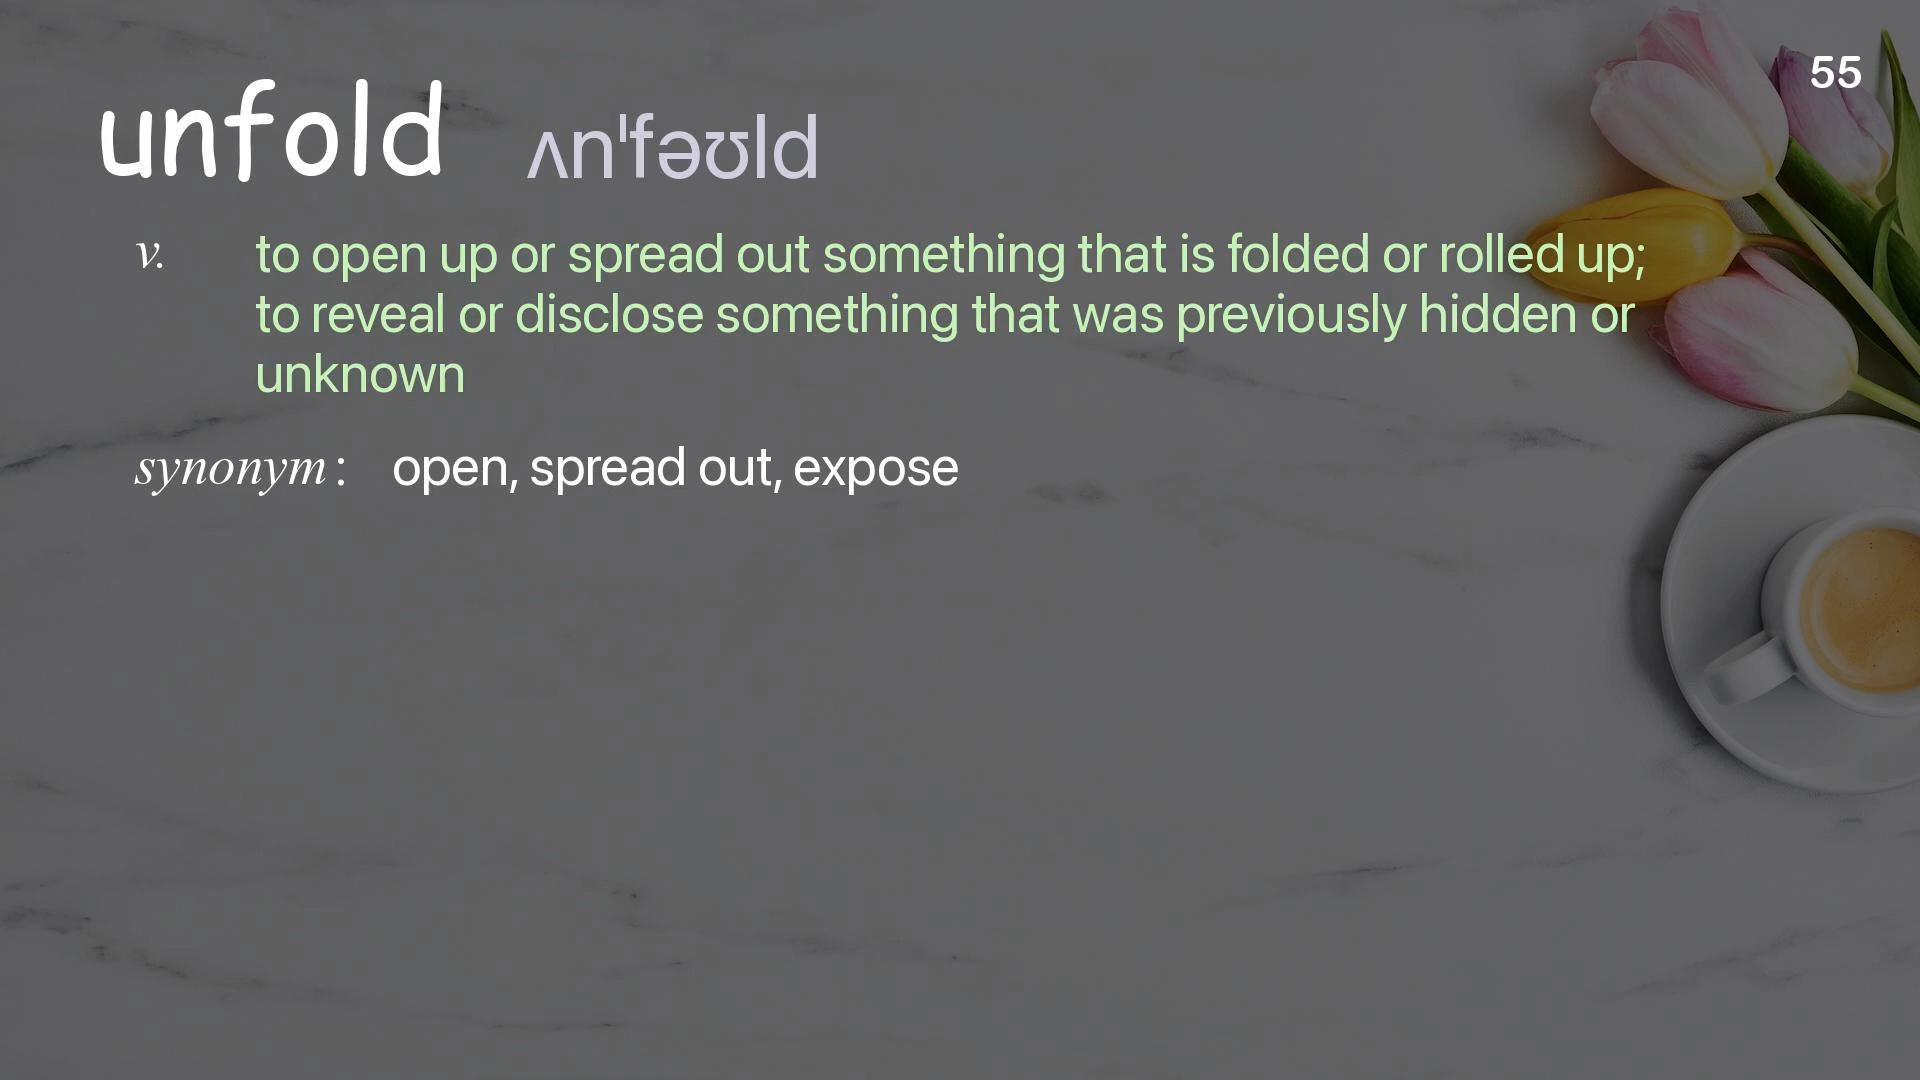 55
unfold ʌnˈfəʊld
v. to open up or spread out something that is folded or rolled up;
to reveal or disclose something that was previously hidden or
unknown
synonym: open, spread out, expose